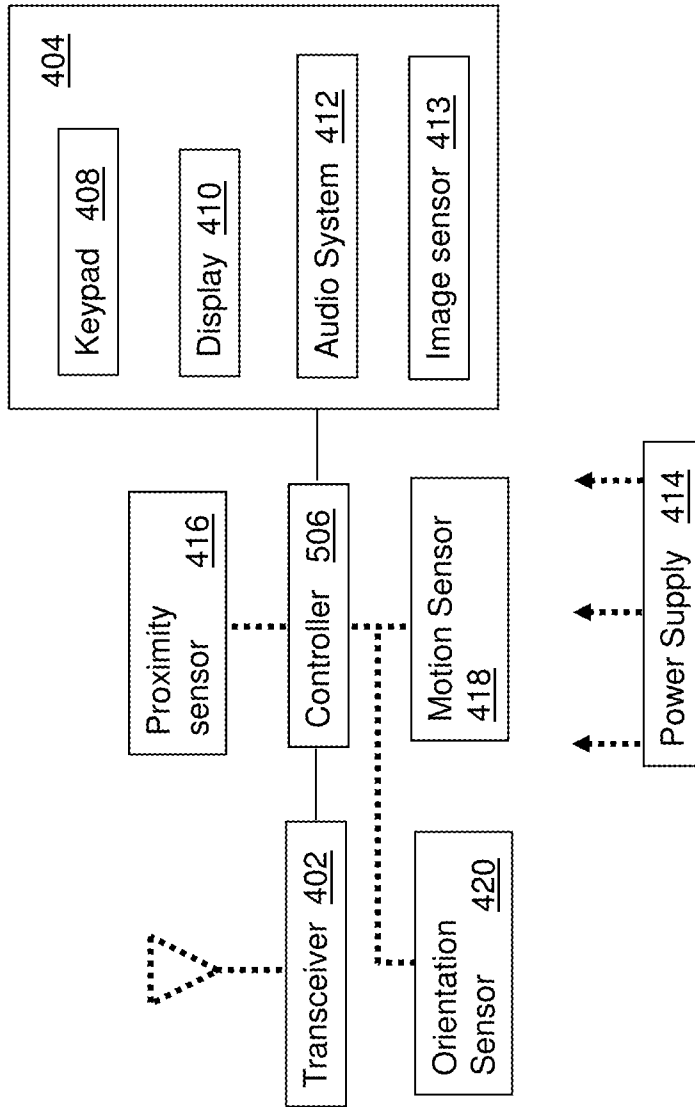 404
Keypad 408
Display 410
Audio System 412
Image sensor 413
Proximity
sensor 416
Controller 506
Motion Sensor
418
Transceiver 402
Orientation
Sensor 420
Power Supply 414